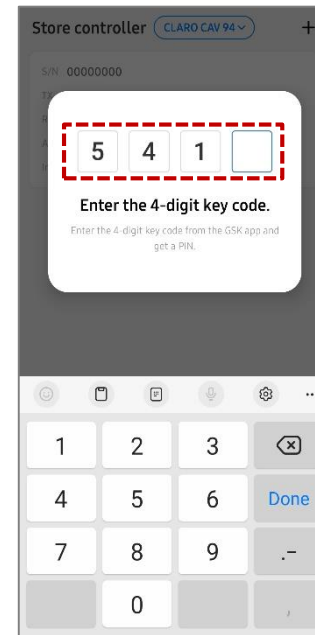 Store controller CLARO CAV 94 +
S/N 00000000
5 4 1
Enter the 4-digit key code.
Enter the 4-digit key code from the GSK app and
get a PIN.
1 2 3
4 5 6 Done
7 8 9 .-
0 ,